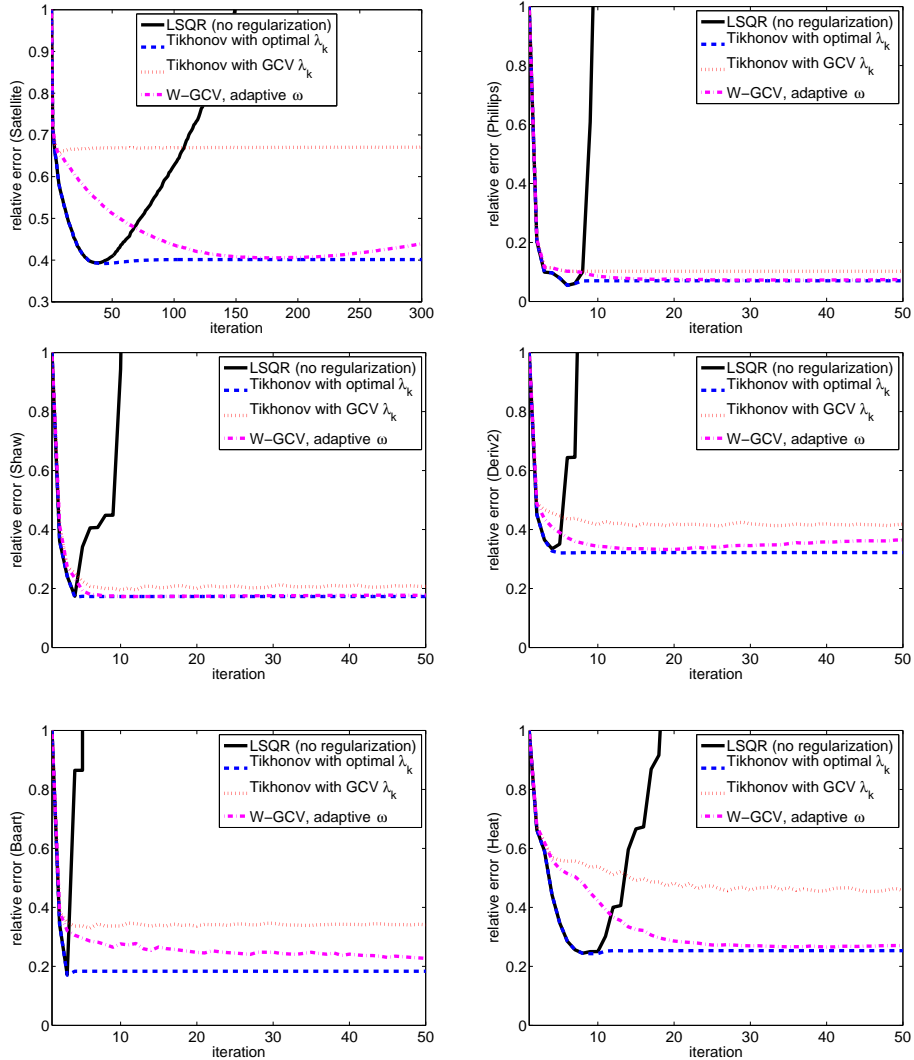 LSQR (no regularization)
Tikhonov with optimal λk
Tikhonov with GCV λk
W−GCV, adaptive ω
relative error (Satellite)
1
0.9
0.8
0.7
0.6
0.5
0.4
0.3
50 100 150 200 250 300
iteration
LSQR (no regularization)
Tikhonov with optimal λk
Tikhonov with GCV λk
W−GCV, adaptive ω
relative error (Phillips)
1
0.8
0.6
0.4
0.2
0
10 20 30 40 50
iteration
LSQR (no regularization)
Tikhonov with optimal λk
Tikhonov with GCV λk
W−GCV, adaptive ω
relative error (Shaw)
1
0.8
0.6
0.4
0.2
0
10 20 30 40 50
iteration
LSQR (no regularization)
Tikhonov with optimal λk
Tikhonov with GCV λk
W−GCV, adaptive ω
relative error (Deriv2)
1
0.8
0.6
0.4
0.2
0
10 20 30 40 50
iteration
LSQR (no regularization)
Tikhonov with optimal λk
Tikhonov with GCV λk
W−GCV, adaptive ω
relative error (Baart)
1
0.8
0.6
0.4
0.2
0
10 20 30 40 50
iteration
LSQR (no regularization)
Tikhonov with optimal λk
Tikhonov with GCV λk
W−GCV, adaptive ω
relative error (Heat)
1
0.8
0.6
0.4
0.2
0
10 20 30 40 50
iteration